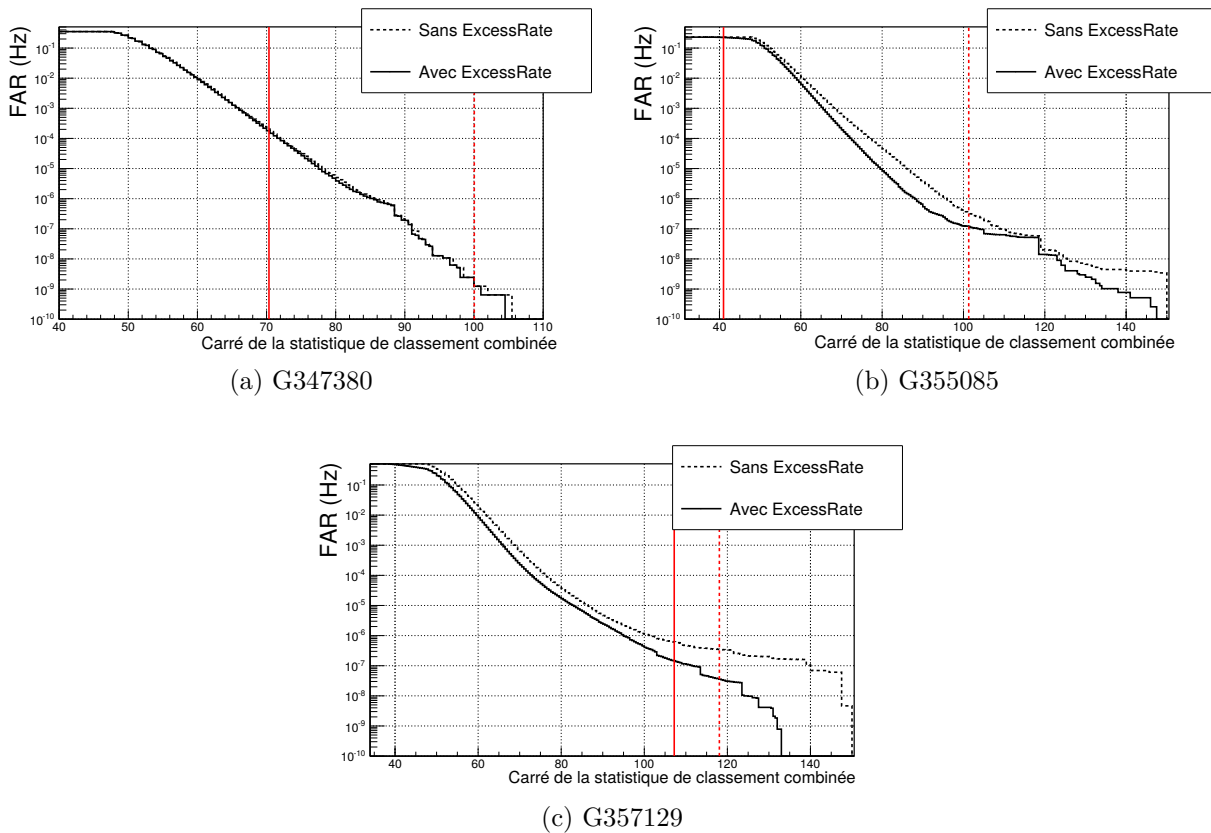 Sans ExcessRate
Avec ExcessRate
FAR (Hz)
10-1
10-2
10-3
10-4
10-5
10-6
10-7
10-8
10-9
10-10
40 50 60 70 80 90 100 110
Carré de la statistique de classement combinée
(a) G347380
Sans ExcessRate
Avec ExcessRate
FAR (Hz)
10-1
10-2
10-3
10-4
10-5
10-6
10-7
10-8
10-9
10-10
40 60 80 100 120 140
Carré de la statistique de classement combinée
(b) G355085
Sans ExcessRate
Avec ExcessRate
FAR (Hz)
10-1
10-2
10-3
10-4
10-5
10-6
10-7
10-8
10-9
10-10
40 60 80 100 120 140
Carré de la statistique de classement combinée
(c) G357129